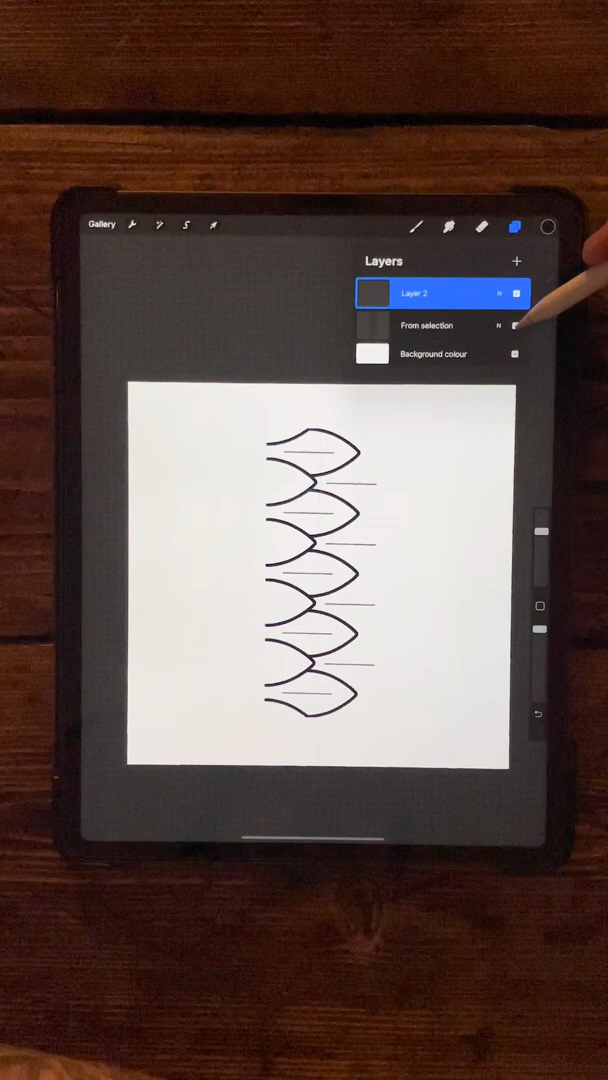 Gallery
Layers
Layer 2 N
From selection N
Background colour